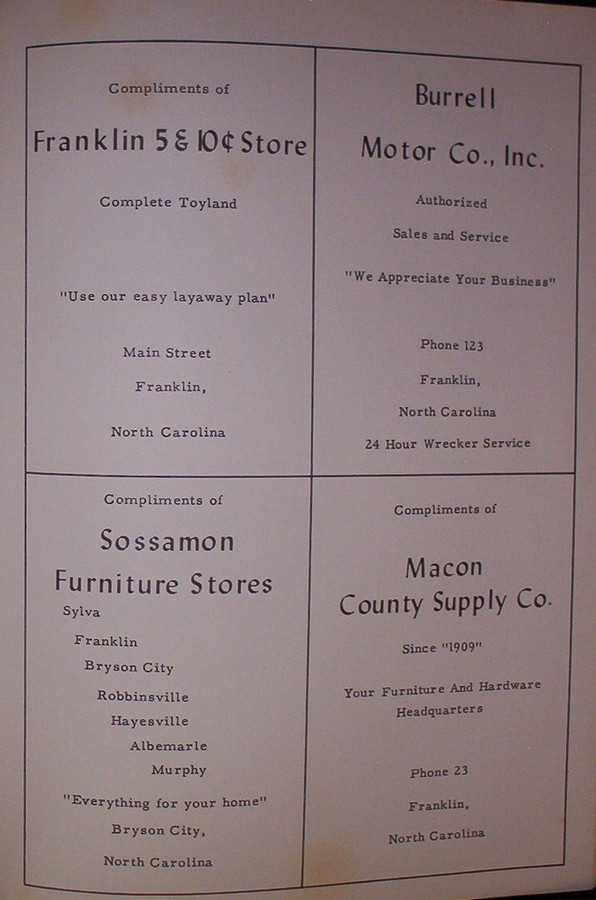 Compliments of
Franklin 5 & 10¢ Store
Complete Toyland
"Use our easy layaway plan"
Main Street
Franklin,
North Carolina
Burrell
Motor Co., Inc.
Authorized
Sales and Service
"We Appreciate Your Business"
Phone 123
Franklin,
North Carolina
24 Hour Wrecker Service
Compliments of
Sossamon
Furniture Stores
Sylva
Franklin
Bryson City
Robbinsville
Hayesville
Albemarle
Murphy
"Everything for your home"
Bryson City,
North Carolina
Compliments of
Macon
County Supply Co.
Since "1909"
Your Furniture And Hardware
Headquarters
Phone 23
Franklin,
North Carolina